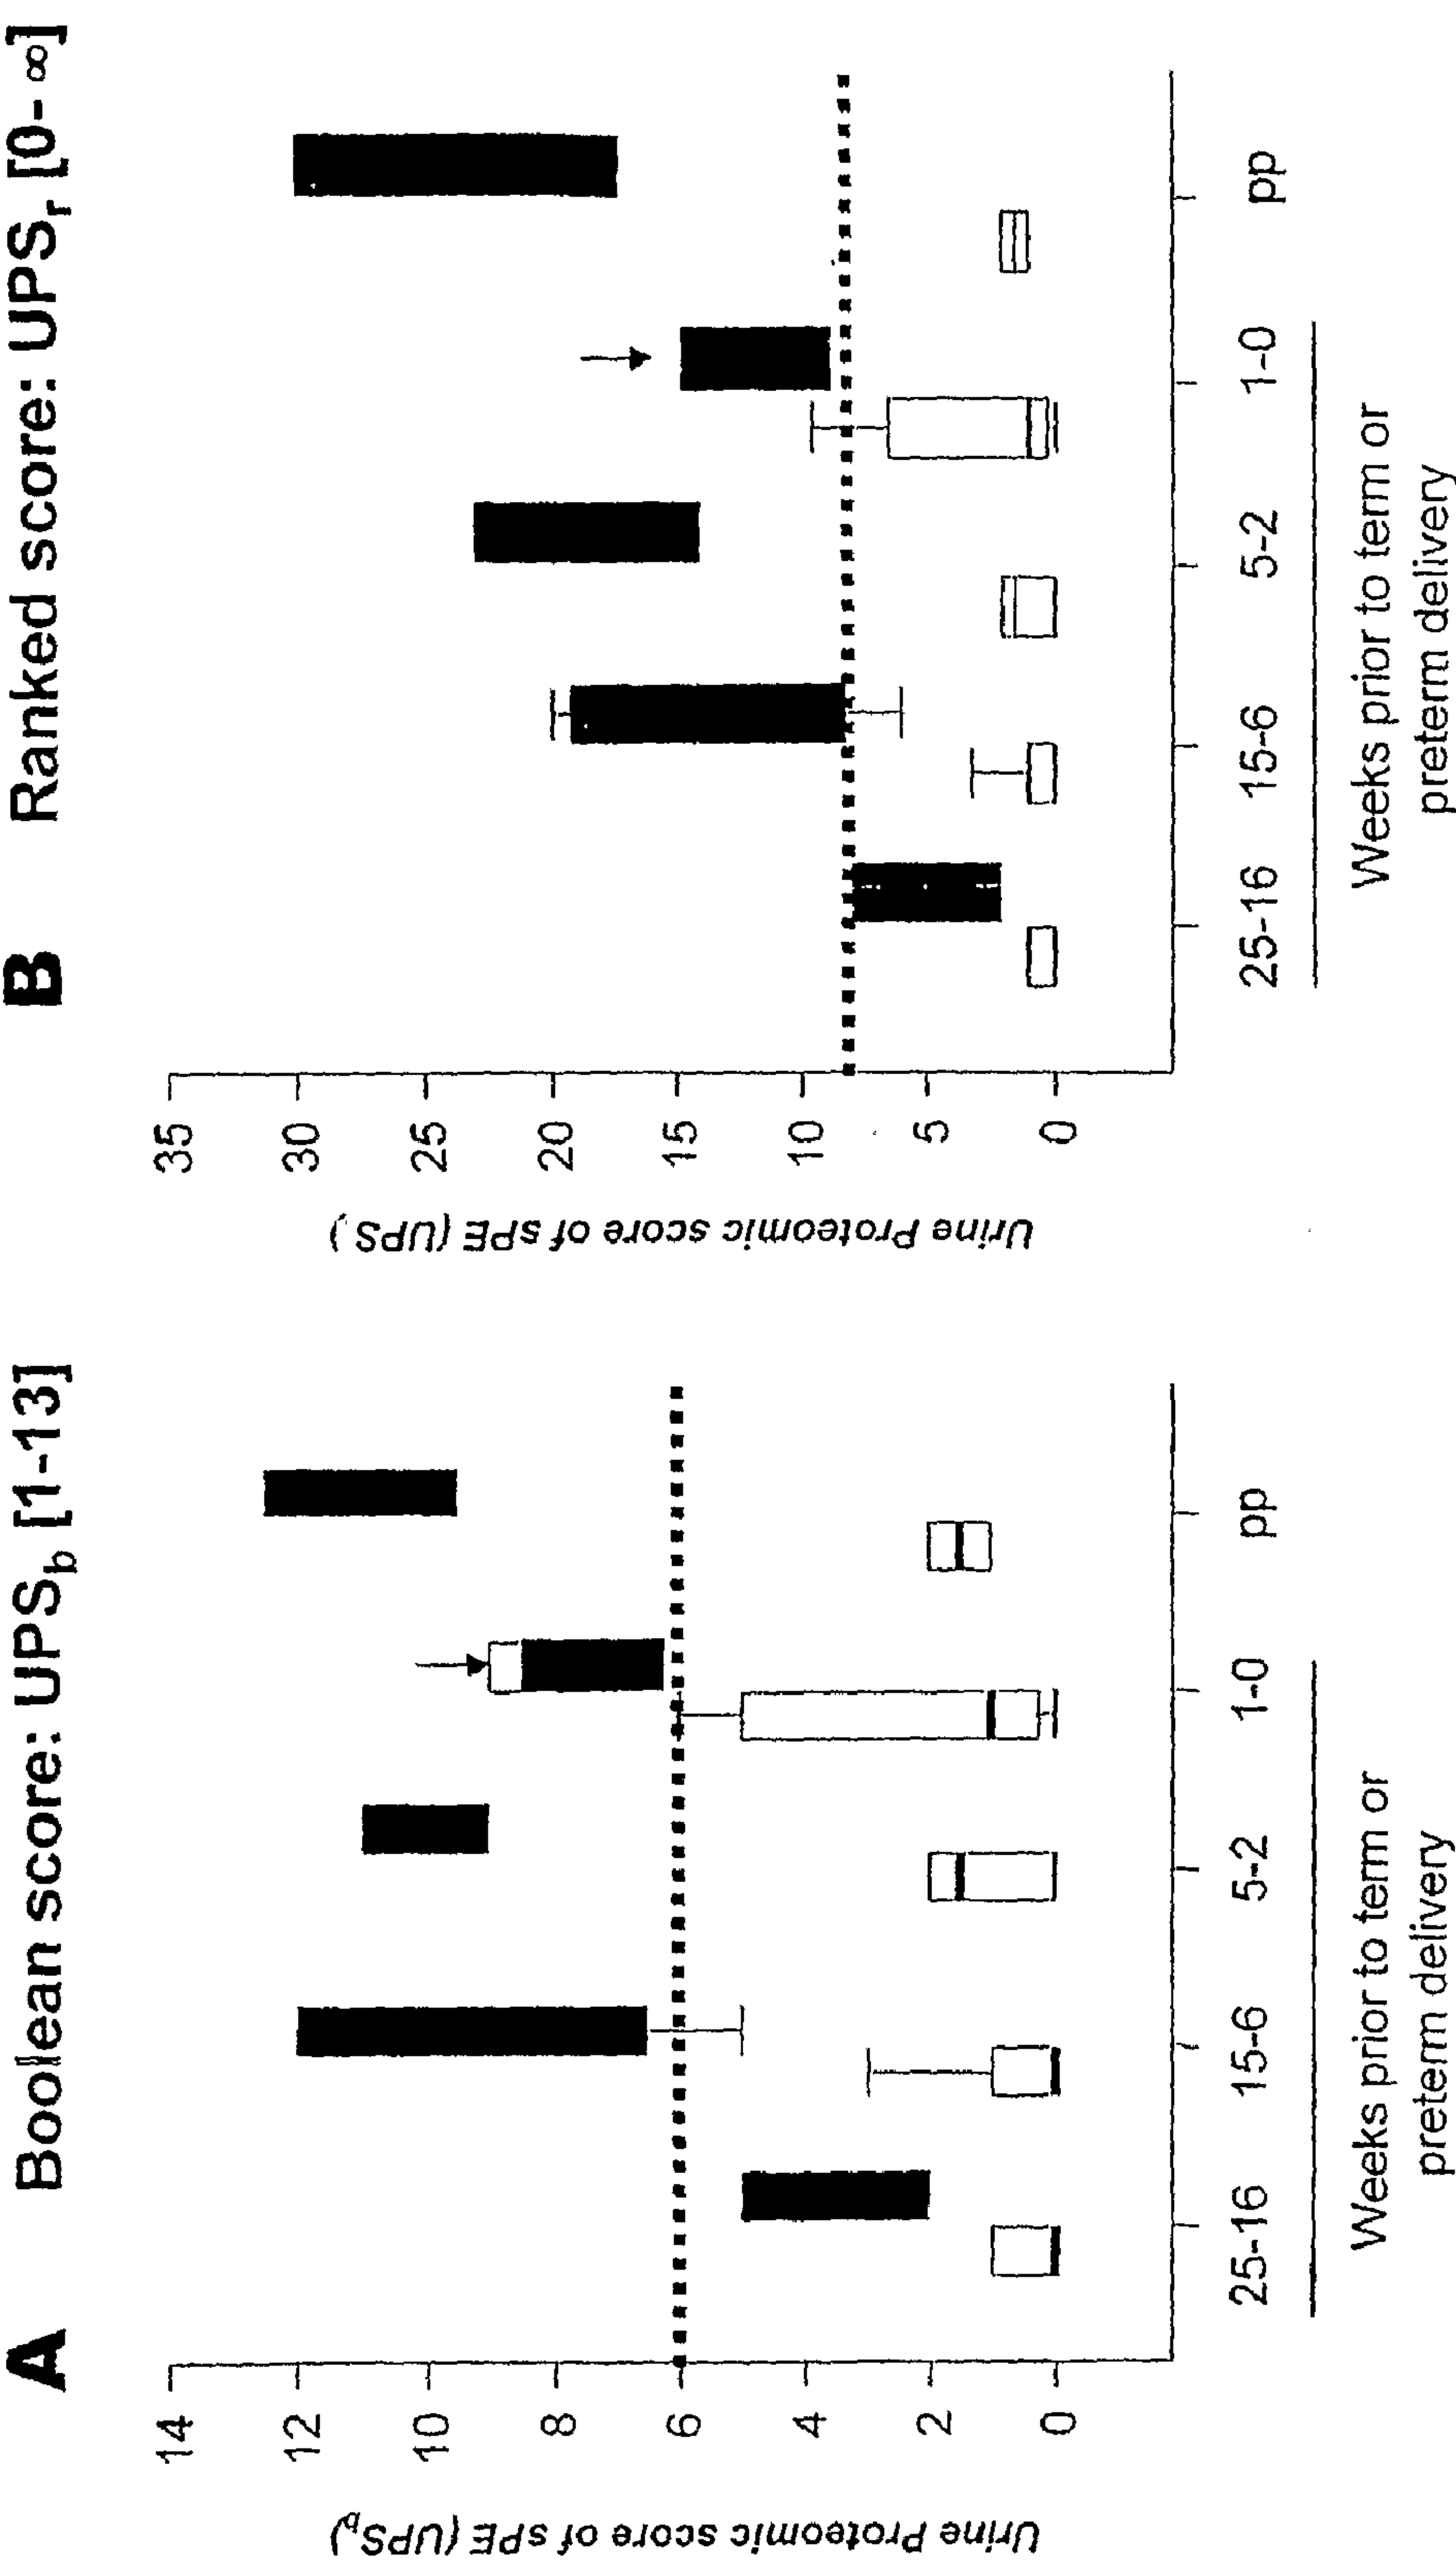 A Boolean score: UPSb [1-13]
Urine Proteomic score of sPE (UPSb)
14
12
10
8
6
4
2
0
25-16 15-6 5-2 1-0 pp
Weeks prior to term or
preterm delivery
B Ranked score: UPSr [0- ∞]
Urine Proteomic score of sPE (UPS )
35
30
25
20
15
10
5
0
25-16 15-6 5-2 1-0 pp
Weeks prior to term or
preterm delivery